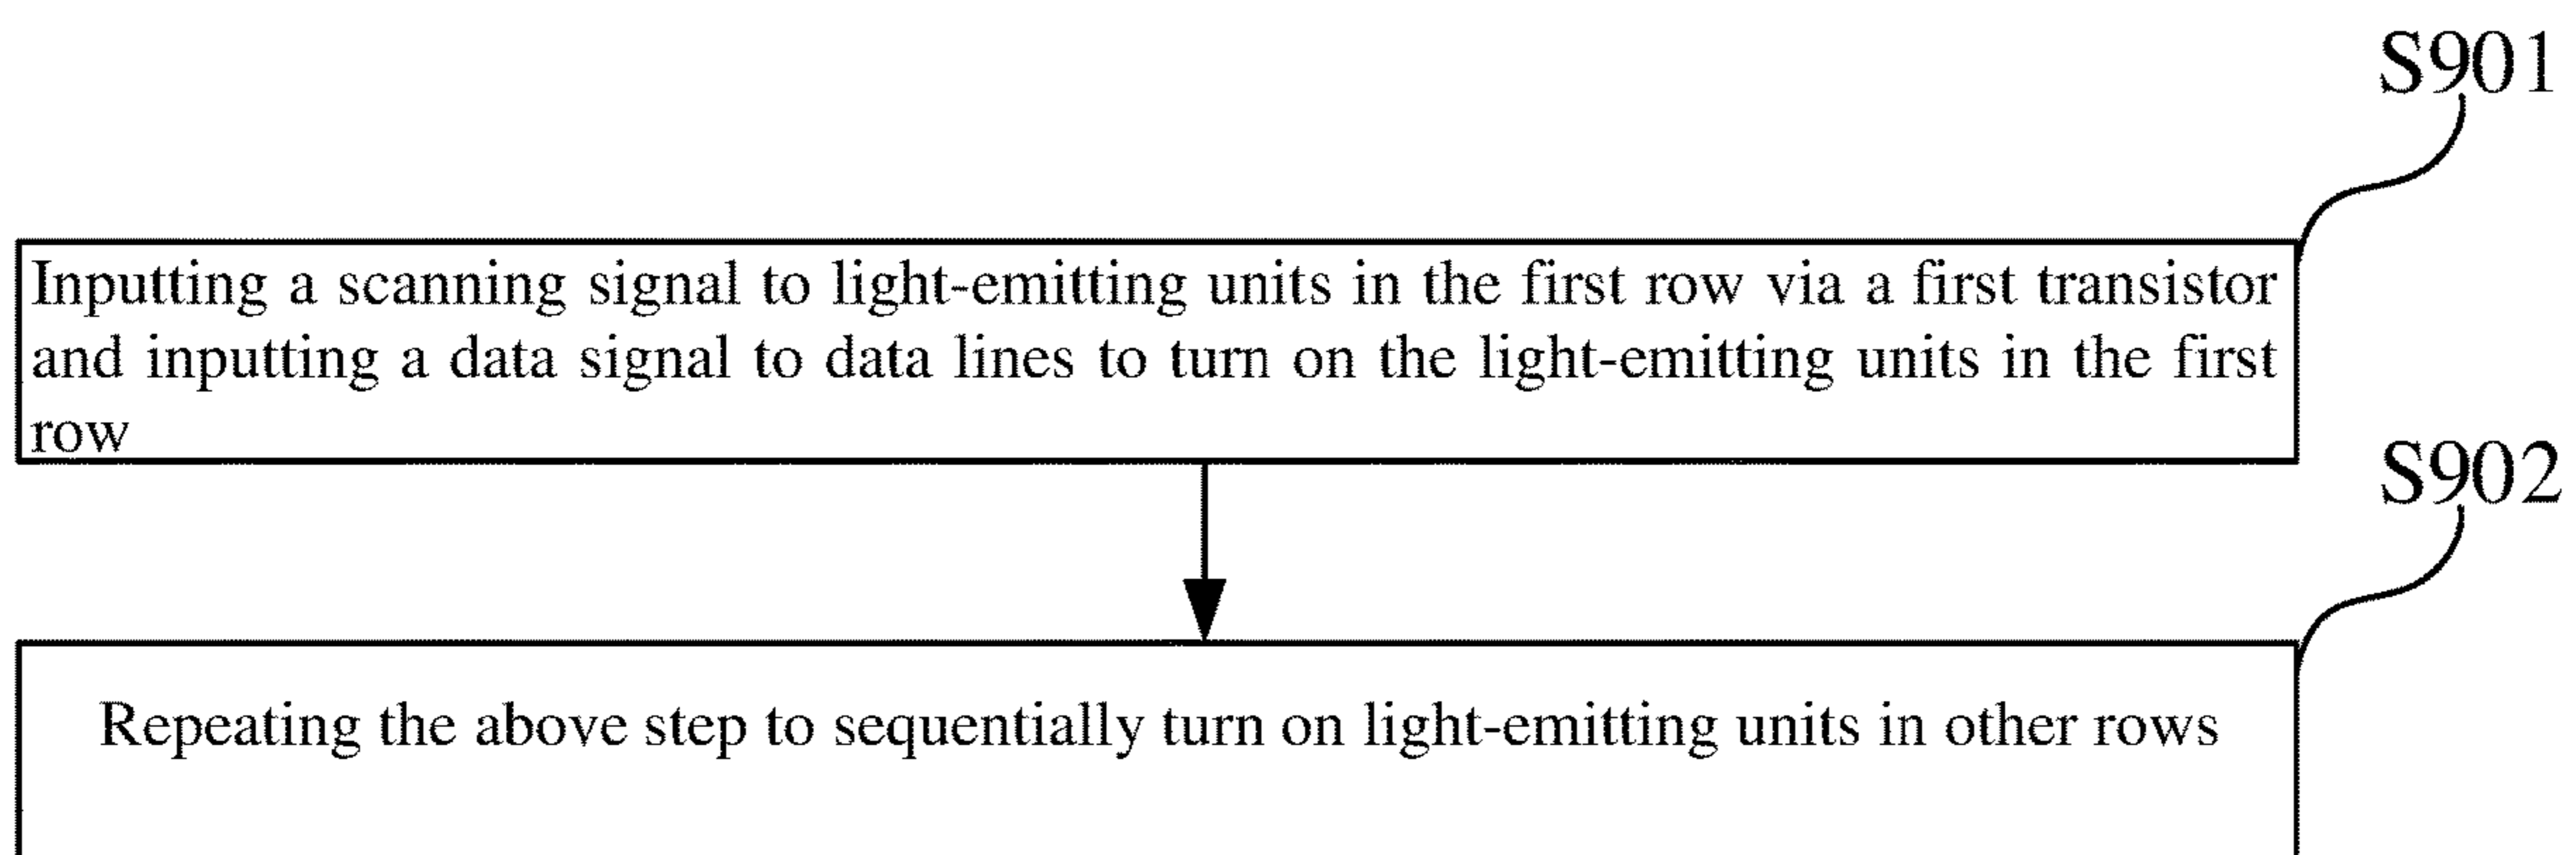 S901
Inputting a scanning signal to light-emitting units in the first row via a first transistor
and inputting a data signal to data lines to turn on the light-emitting units in the first
row
S902
Repeating the above step to sequentially turn on light-emitting units in other rows